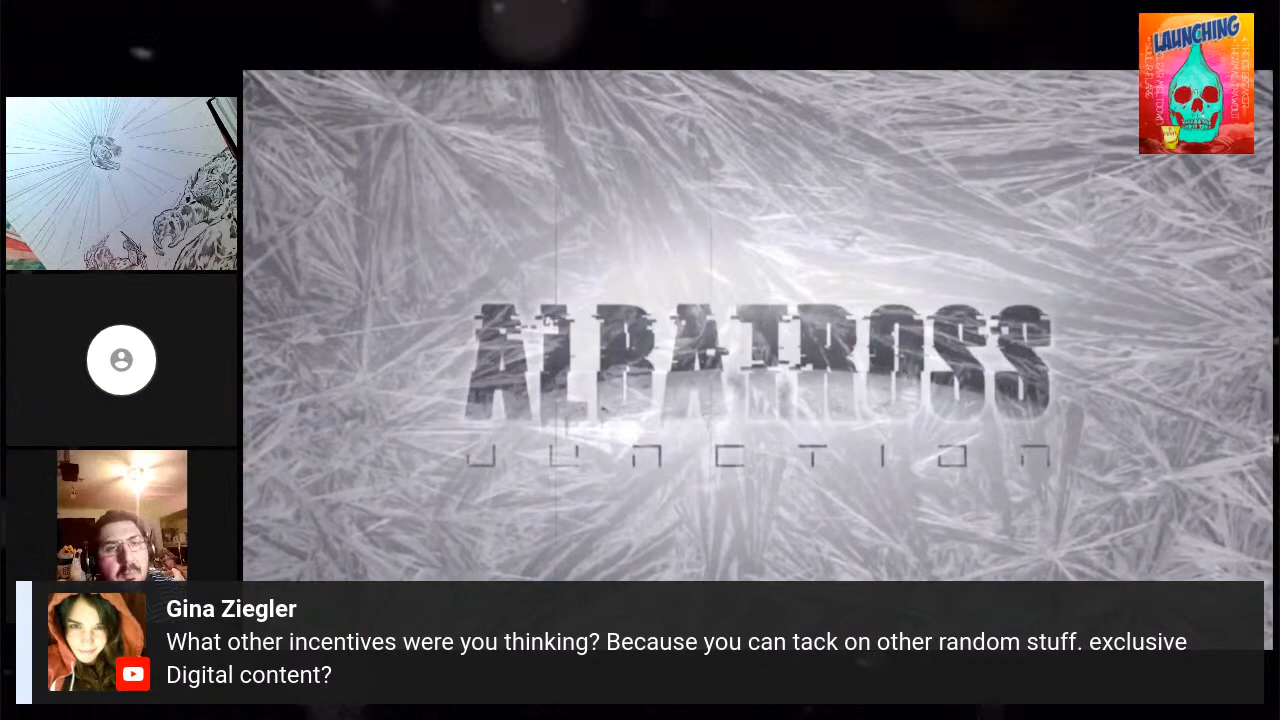 LAUNCHING
ALBATROSS
JUNCTION
Gina Ziegler
What other incentives were you thinking? Because you can tack on other random stuff. exclusive
Digital content?